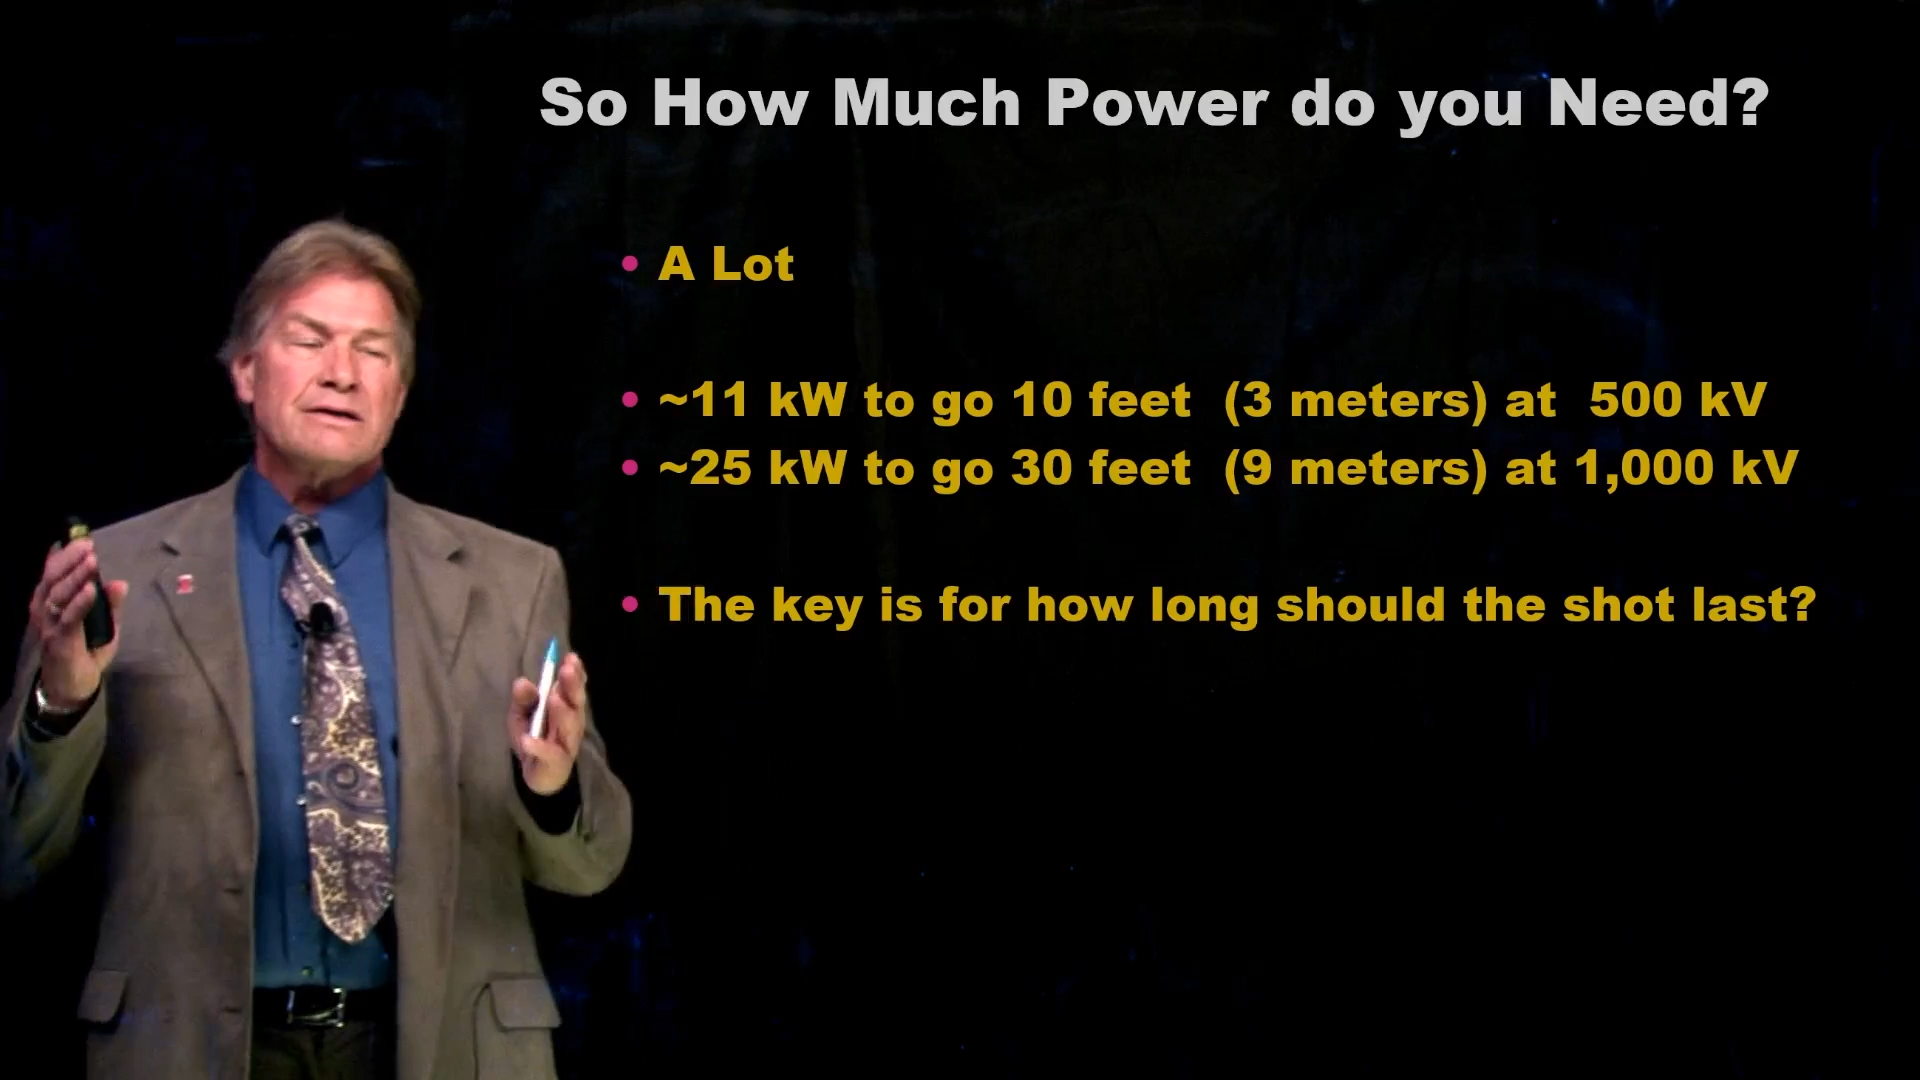 So How Much Power do you Need?
• A Lot
• ~11 kW to go 10 feet (3 meters) at 500 kV
• ~25 kW to go 30 feet (9 meters) at 1,000 kV
• The key is for how long should the shot last?